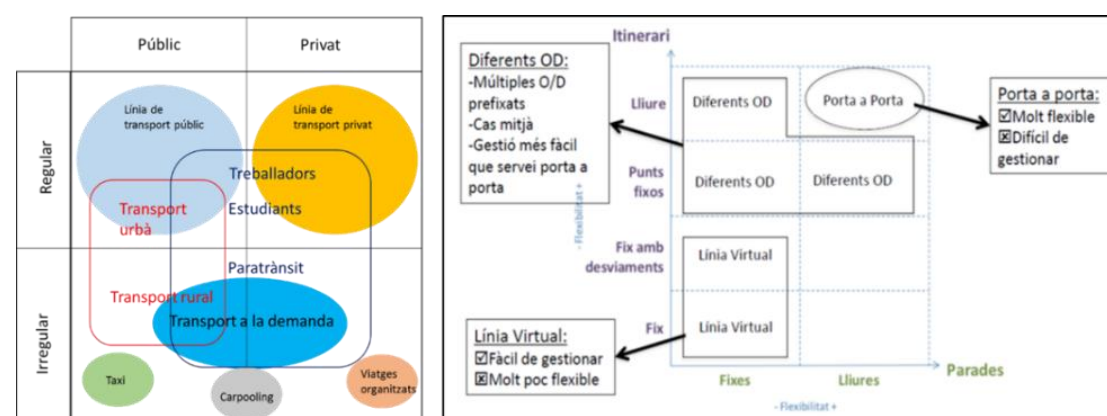 Públic
Privat
Regular
Irregular
Línia de
transport públic
Línia de
transport privat
Treballadors
Estudiants
Transport
urbà
Paratrànsit
Transport rural
Transport a la demanda
Taxi
Carpooling
Viatges
organitzats
Itinerari
Diferents OD:
-Múltiples O/D
prefixats
-Cas mitjà
-Gestió més fàcil
que servei porta a
porta
Lliure
Diferents OD
Porta a Porta
Porta a porta:
☑Molt flexible
☒Difícil de
gestionar
Punts
fixos
Diferents OD
Diferents OD
- Flexibilitat +
Fix amb
desviaments
Línia Virtual
Línia Virtual:
☑Fàcil de gestionar
☒Molt poc flexible
Fix
Línia Virtual
Fixes
Lliures
Parades
- Flexibilitat +